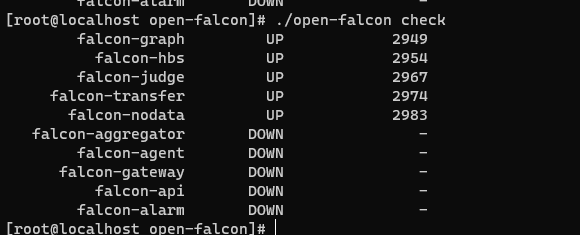 falcon-alarm DOWN -
[root@localhost open-falcon]# ./open-falcon check
falcon-graph UP 2949
falcon-hbs UP 2954
falcon-judge UP 2967
falcon-transfer UP 2974
falcon-nodata UP 2983
falcon-aggregator DOWN -
falcon-agent DOWN -
falcon-gateway DOWN -
falcon-api DOWN -
falcon-alarm DOWN -
[root@localhost open-falcon]#